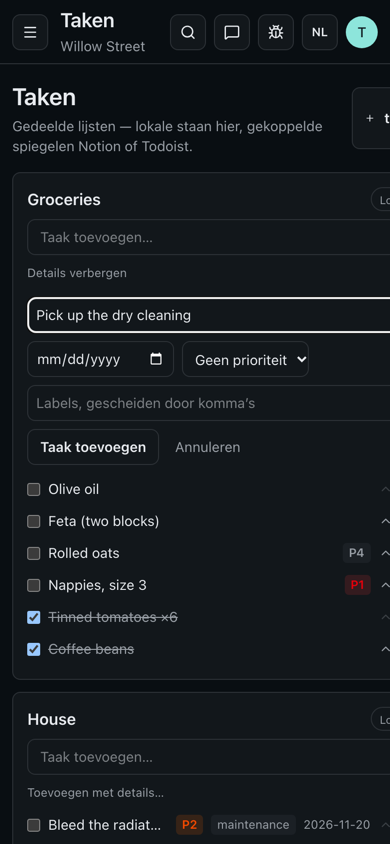 Taken
Willow Street
NL
T
Taken
Gedeelde lijsten — lokale staan hier, gekoppelde
spiegelen Notion of Todoist.
+ t
Groceries
Lo
Taak toevoegen...
Details verbergen
Pick up the dry cleaning
mm/dd/yyyy
Geen prioriteit
Labels, gescheiden door komma's
Taak toevoegen
Annuleren
Olive oil
Feta (two blocks)
Rolled oats
P4
Nappies, size 3
P1
Tinned tomatoes ×6
Coffee beans
House
Lo
Taak toevoegen...
Toevoegen met details...
Bleed the radiat...
P2
maintenance
2026-11-20